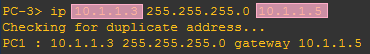 PC-3> ip 10.1.1.3 255.255.255.0 10.1.1.5
Checking for duplicate address...
PC1 : 10.1.1.3 255.255.255.0 gateway 10.1.1.5